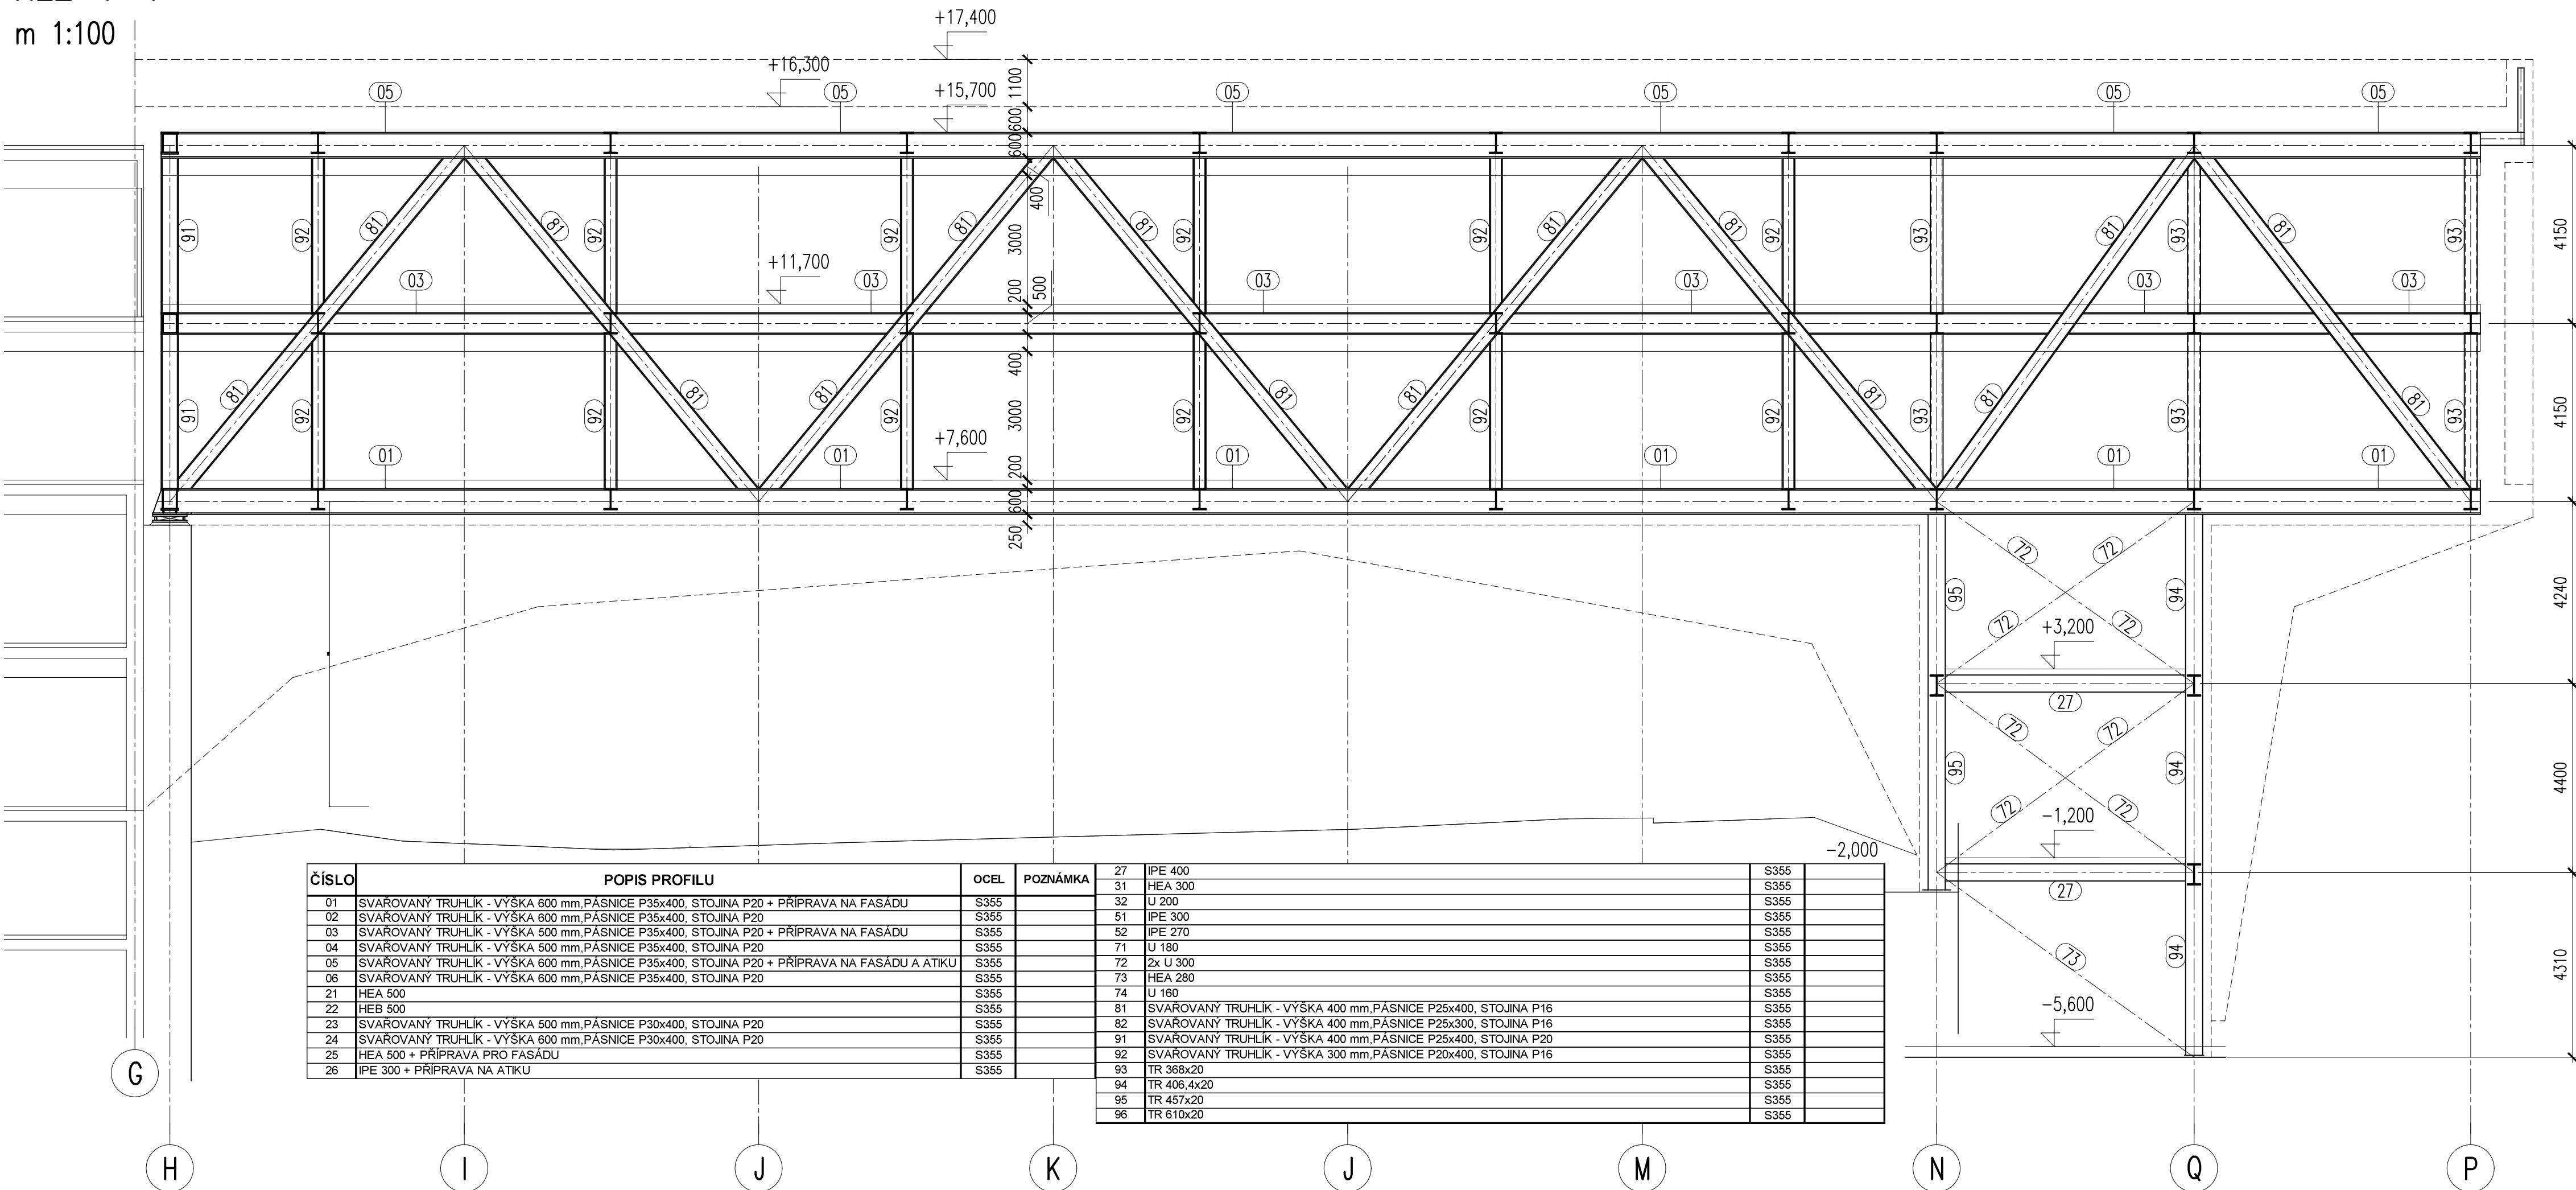 m 1:100
+17,400
+16,300
+15,700
05 05 05 05 05 05
1100
600
600
400
91 92 81 81 92 92 81 81 92 92 81 81 92 93 81 93 81 93
3000
4150
+11,700
03 03 03 03 03 03
200
500
400
91 81 92 92 81 81 92 81 92 81 92 92 81 93 81 93 81 93
3000
4150
+7,600
01 01 01 01 01 01
200
600
250
72 72
95 94
4240
72 72
+3,200
27
72 72
95 94
4400
72 72
-1,200
-2,000
27
94
73
4310
-5,600
ČÍSLO POPIS PROFILU OCEL POZNÁMKA
01 SVAŘOVANÝ TRUHLÍK - VÝŠKA 600 mm,PÁSNICE P35x400, STOJINA P20 + PŘÍPRAVA NA FASÁDU S355
02 SVAŘOVANÝ TRUHLÍK - VÝŠKA 600 mm,PÁSNICE P35x400, STOJINA P20 S355
03 SVAŘOVANÝ TRUHLÍK - VÝŠKA 500 mm,PÁSNICE P35x400, STOJINA P20 + PŘÍPRAVA NA FASÁDU S355
04 SVAŘOVANÝ TRUHLÍK - VÝŠKA 500 mm,PÁSNICE P35x400, STOJINA P20 S355
05 SVAŘOVANÝ TRUHLÍK - VÝŠKA 600 mm,PÁSNICE P35x400, STOJINA P20 + PŘÍPRAVA NA FASÁDU A ATIKU S355
06 SVAŘOVANÝ TRUHLÍK - VÝŠKA 600 mm,PÁSNICE P35x400, STOJINA P20 S355
21 HEA 500 S355
22 HEB 500 S355
23 SVAŘOVANÝ TRUHLÍK - VÝŠKA 500 mm,PÁSNICE P30x400, STOJINA P20 S355
24 SVAŘOVANÝ TRUHLÍK - VÝŠKA 600 mm,PÁSNICE P30x400, STOJINA P20 S355
25 HEA 500 + PŘÍPRAVA PRO FASÁDU S355
26 IPE 300 + PŘÍPRAVA NA ATIKU S355
27 IPE 400 S355
31 HEA 300 S355
32 U 200 S355
51 IPE 300 S355
52 IPE 270 S355
71 U 180 S355
72 2x U 300 S355
73 HEA 280 S355
74 U 160 S355
81 SVAŘOVANÝ TRUHLÍK - VÝŠKA 400 mm,PÁSNICE P25x400, STOJINA P16 S355
82 SVAŘOVANÝ TRUHLÍK - VÝŠKA 400 mm,PÁSNICE P25x300, STOJINA P16 S355
91 SVAŘOVANÝ TRUHLÍK - VÝŠKA 400 mm,PÁSNICE P25x400, STOJINA P20 S355
92 SVAŘOVANÝ TRUHLÍK - VÝŠKA 300 mm,PÁSNICE P20x400, STOJINA P16 S355
93 TR 368x20 S355
94 TR 406,4x20 S355
95 TR 457x20 S355
96 TR 610x20 S355
G
H I J K J M N Q P